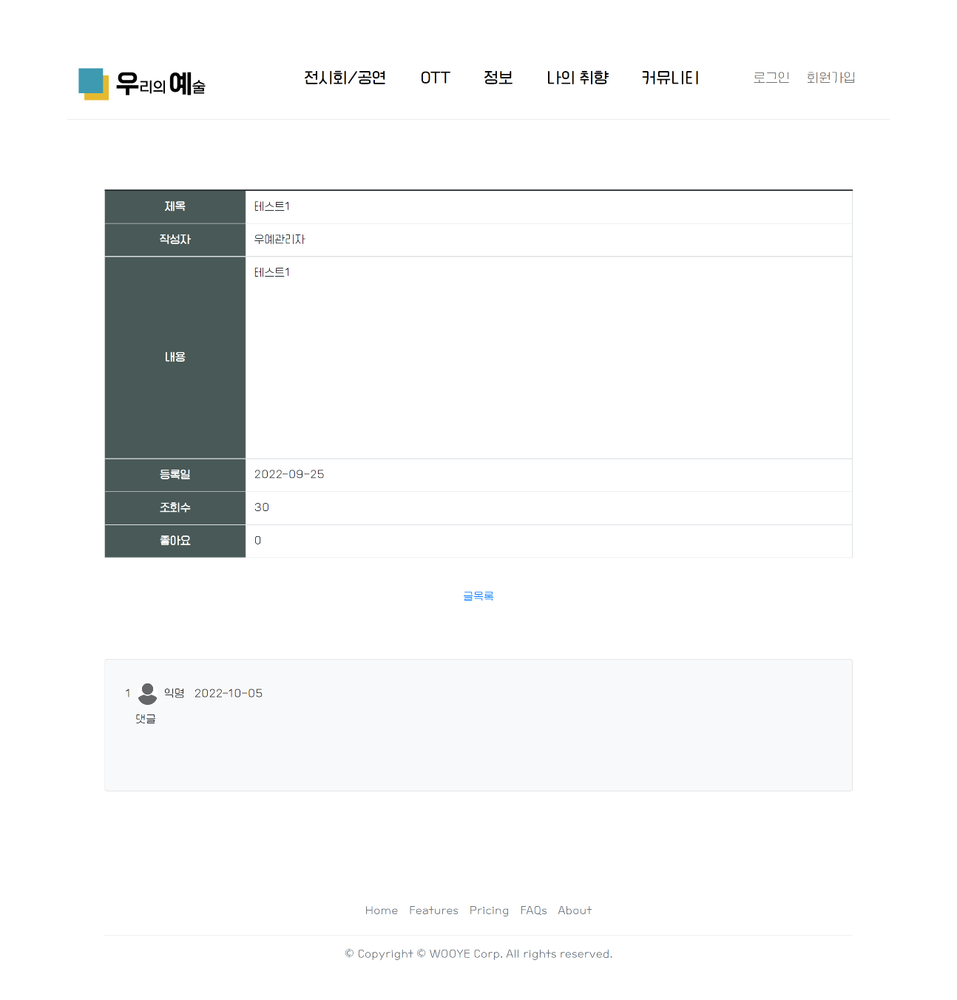 우리의 예술
전시회/공연 OTT 정보 나의 취향 커뮤니티 로그인 회원가입
제목 테스트1
작성자 우예관리자
내용 테스트1
등록일 2022-09-25
조회수 30
좋아요 0
글목록
1 익명 2022-10-05
댓글
Home Features Pricing FAQs About
© Copyright © WOOYE Corp. All rights reserved.